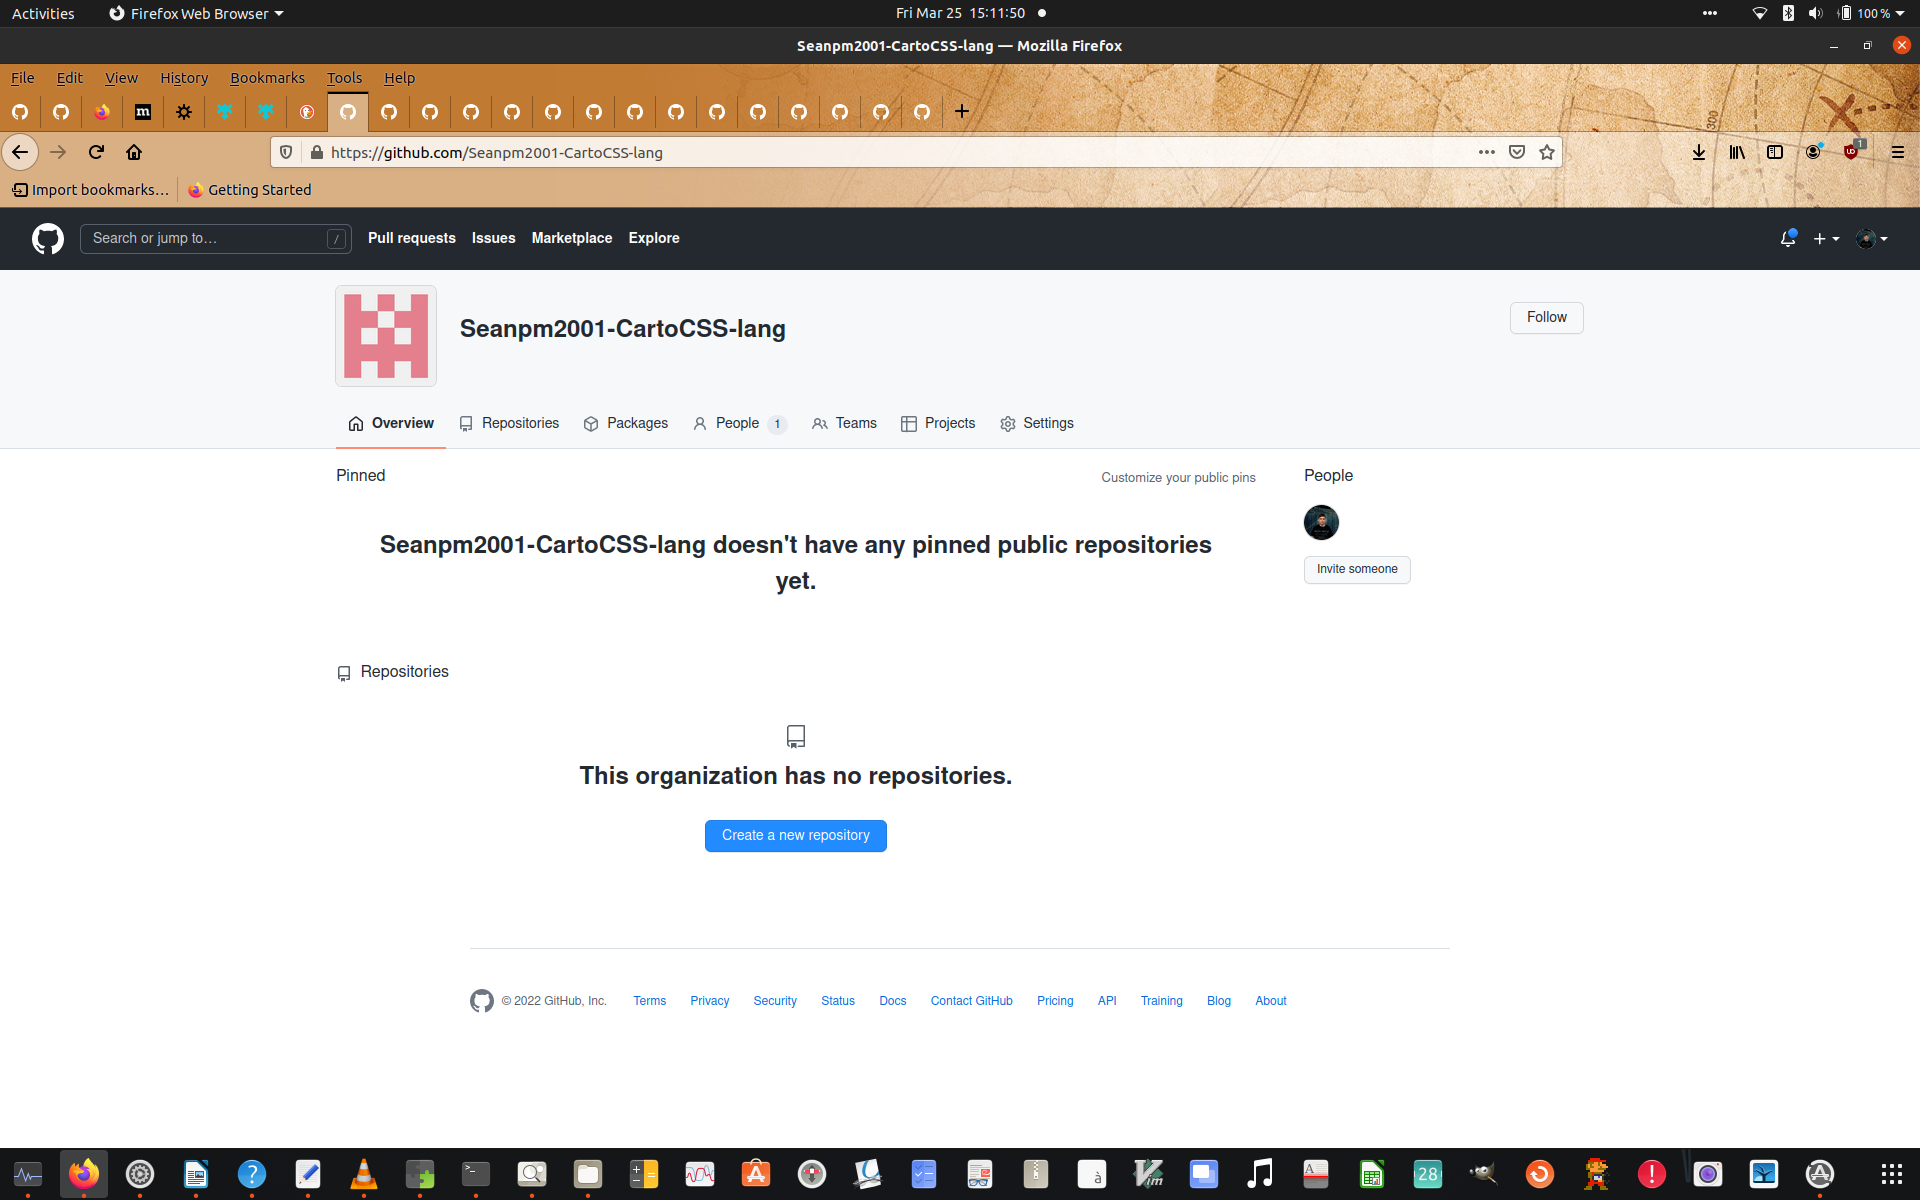 Activities Firefox Web Browser Fri Mar 25 15:11:50 100 %
Seanpm2001-CartoCSS-lang — Mozilla Firefox
File Edit View History Bookmarks Tools Help
300
https://github.com/Seanpm2001-CartoCSS-lang 1
Import bookmarks… Getting Started
Search or jump to… / Pull requests Issues Marketplace Explore
Seanpm2001-CartoCSS-lang
Follow
Overview Repositories Packages People 1 Teams Projects Settings
Pinned Customize your public pins People
Seanpm2001-CartoCSS-lang doesn't have any pinned public repositories
yet.
Invite someone
Repositories
This organization has no repositories.
Create a new repository
© 2022 GitHub, Inc. Terms Privacy Security Status Docs Contact GitHub Pricing API Training Blog About
28